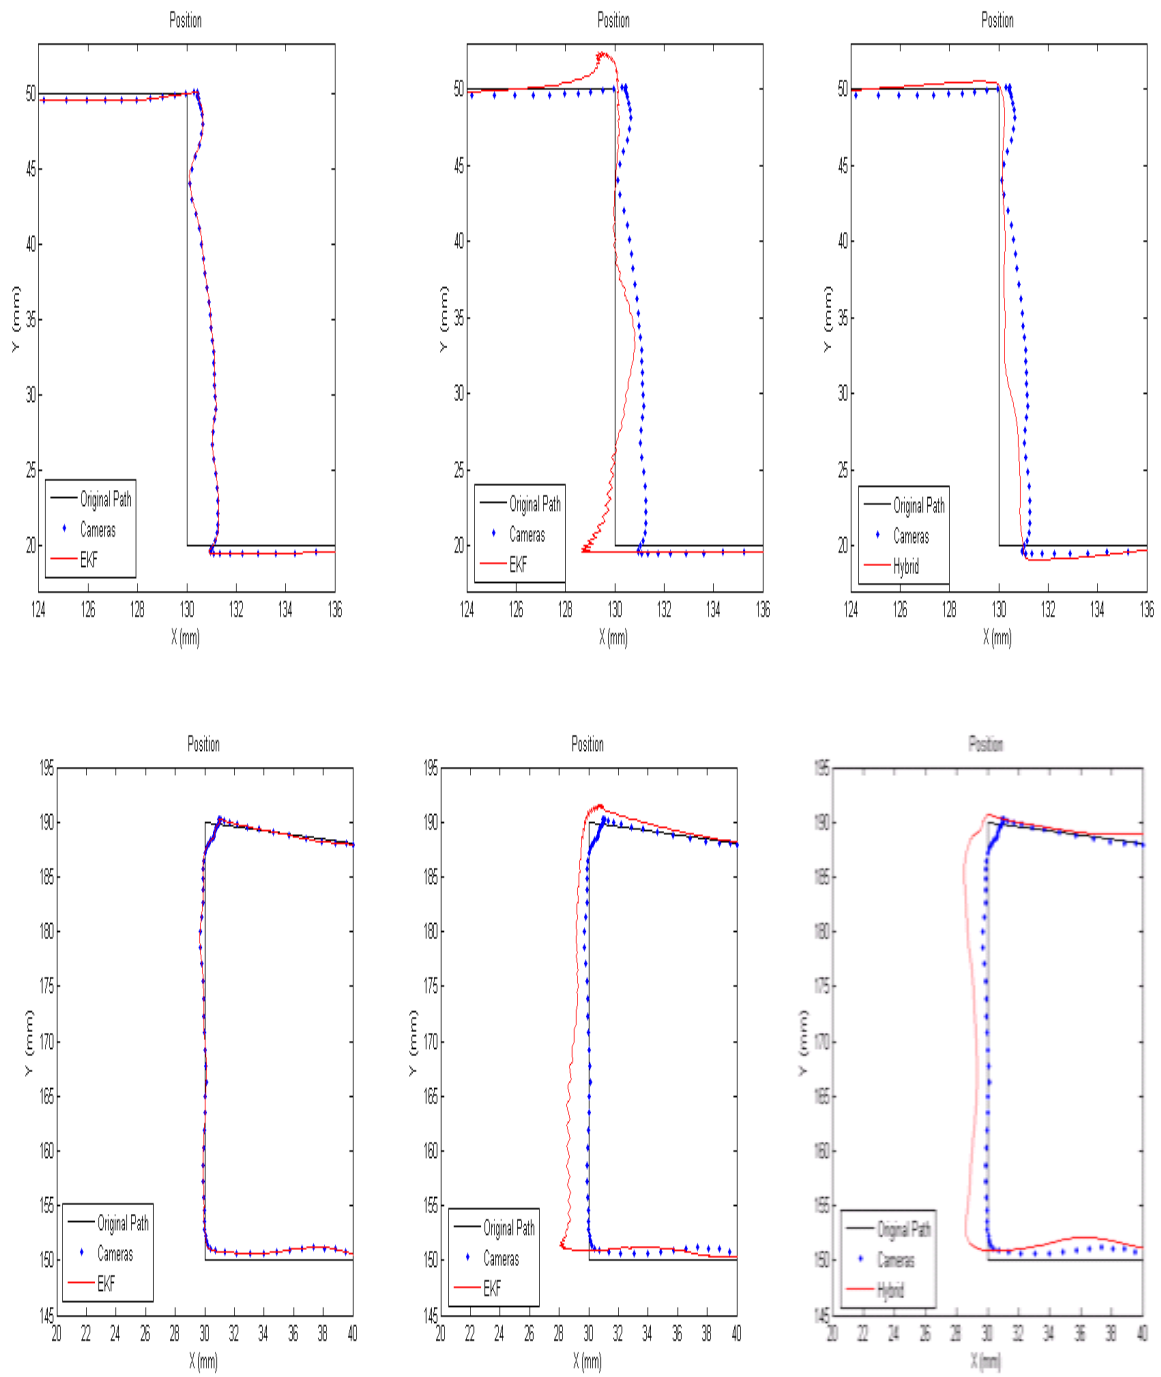 Position
50
45
40
35
30
25
20
Y (mm)
Original Path
Cameras
EKF
124 126 128 130 132 134 136
X (mm)
Position
50
45
40
35
30
25
20
Y (mm)
Original Path
Cameras
EKF
124 126 128 130 132 134 136
X (mm)
Position
50
45
40
35
30
25
20
Y (mm)
Original Path
Cameras
Hybrid
124 126 128 130 132 134 136
X (mm)
Position
195
190
185
180
175
170
165
160
155
150
145
Y (mm)
Original Path
Cameras
EKF
20 22 24 26 28 30 32 34 36 38 40
X (mm)
Position
195
190
185
180
175
170
165
160
155
150
145
Y (mm)
Original Path
Cameras
EKF
20 22 24 26 28 30 32 34 36 38 40
X (mm)
Position
195
190
185
180
175
170
165
160
155
150
145
Y (mm)
Original Path
Cameras
Hybrid
20 22 24 26 28 30 32 34 36 38 40
X (mm)